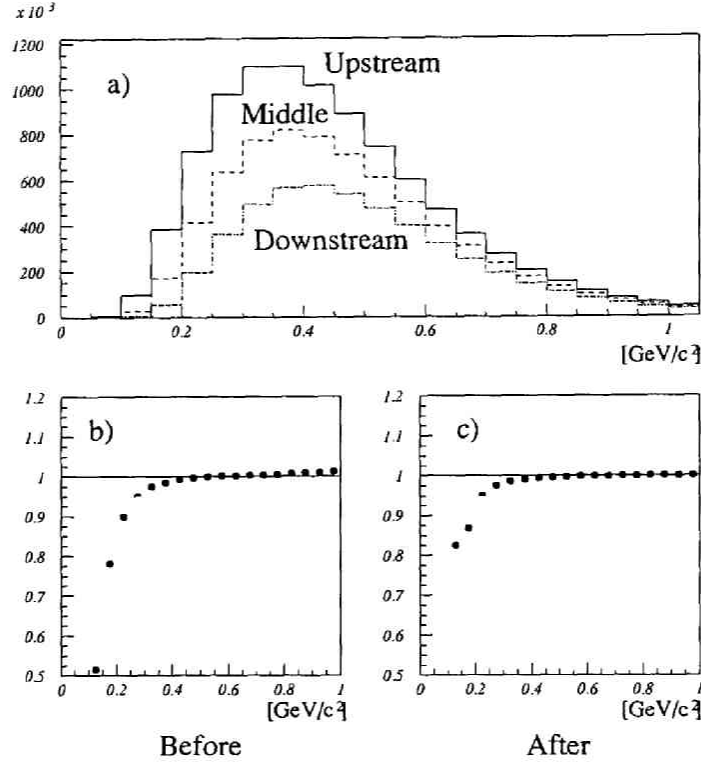 x 10³
1200
1000
800
600
400
200
0
a)
Upstream
Middle
Downstream
0 0.2 0.4 0.6 0.8 1
[GeV/c²]
1.2
1.1
1
0.9
0.8
0.7
0.6
0.5
b)
0 0.2 0.4 0.6 0.8 1
[GeV/c²]
Before
1.2
1.1
1
0.9
0.8
0.7
0.6
0.5
c)
0 0.2 0.4 0.6 0.8 1
[GeV/c²]
After